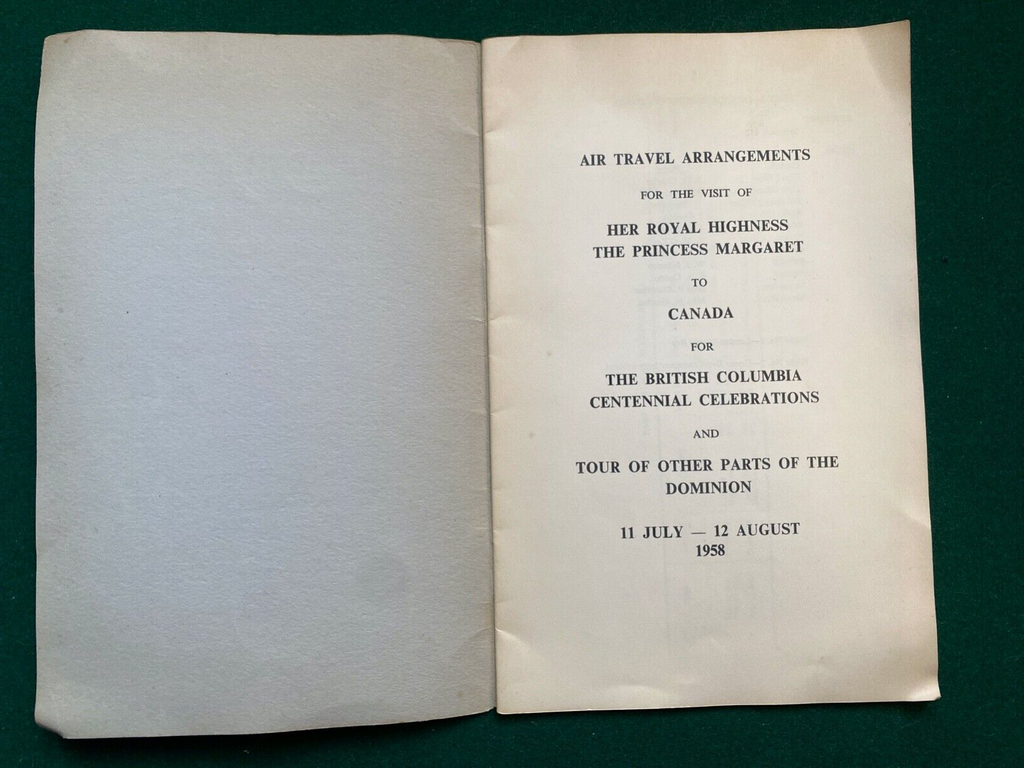 AIR TRAVEL ARRANGEMENTS
FOR THE VISIT OF
HER ROYAL HIGHNESS
THE PRINCESS MARGARET
TO
CANADA
FOR
THE BRITISH COLUMBIA
CENTENNIAL CELEBRATIONS
AND
TOUR OF OTHER PARTS OF THE
DOMINION
11 JULY — 12 AUGUST
1958